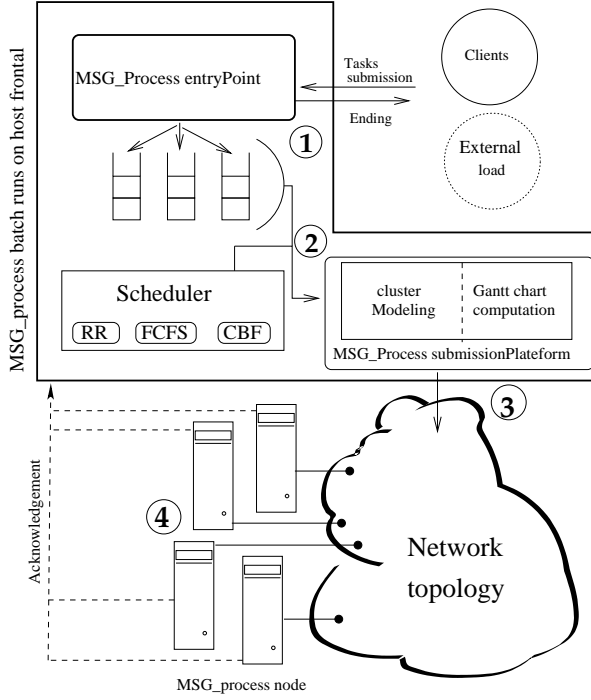 MSG_process batch runs on host frontal
MSG_Process entryPoint
Tasks
submission
Ending
Clients
External
load
1
2
Scheduler
RR
FCFS
CBF
cluster
Modeling
Gantt chart
computation
MSG_Process submissionPlateform
3
Acknowledgement
4
Network
topology
MSG_process node